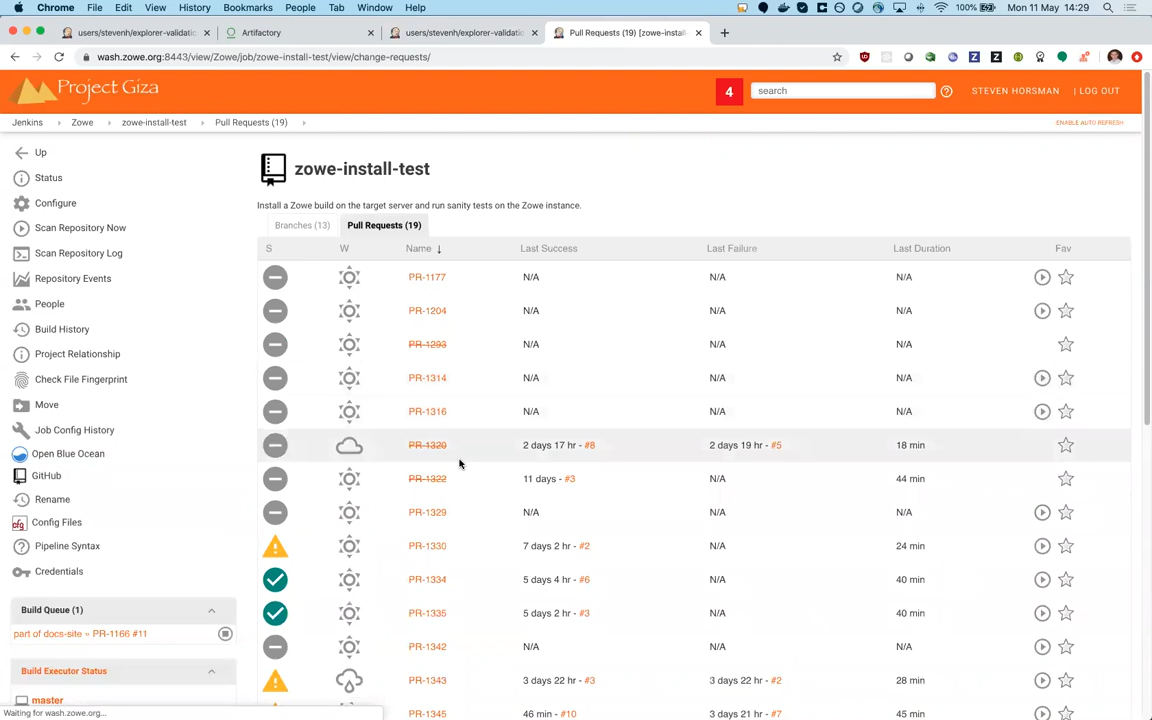 Chrome File Edit View History Bookmarks People Tab Window Help 100% Mon 11 May 14:29
users/stevenh/explorer-validatio Artifactory users/stevenh/explorer-validatio Pull Requests (19) [zowe-instal
wash.zowe.org:8443/view/Zowe/job/zowe-install-test/view/change-requests/
Project Giza 4 search STEVEN HORSMAN | LOG OUT
Jenkins Zowe zowe-install-test Pull Requests (19) ENABLE AUTO REFRESH
Up
Status
Configure
Scan Repository Now
Scan Repository Log
Repository Events
People
Build History
Project Relationship
Check File Fingerprint
Move
Job Config History
Open Blue Ocean
GitHub
Rename
Config Files
Pipeline Syntax
Credentials
Build Queue (1)
part of docs-site » PR-1166 #11
Build Executor Status
master
Waiting for wash.zowe.org...
zowe-install-test
Install a Zowe build on the target server and run sanity tests on the Zowe instance.
Branches (13) Pull Requests (19)
S W Name ↓ Last Success Last Failure Last Duration Fav
PR-1177 N/A N/A N/A
PR-1204 N/A N/A N/A
PR-1293 N/A N/A N/A
PR-1314 N/A N/A N/A
PR-1316 N/A N/A N/A
PR-1320 2 days 17 hr - #8 2 days 19 hr - #5 18 min
PR-1322 11 days - #3 N/A 44 min
PR-1329 N/A N/A N/A
PR-1330 7 days 2 hr - #2 N/A 24 min
PR-1334 5 days 4 hr - #6 N/A 40 min
PR-1335 5 days 2 hr - #3 N/A 40 min
PR-1342 N/A N/A N/A
PR-1343 3 days 22 hr - #3 3 days 22 hr - #2 28 min
PR-1345 46 min - #10 3 days 21 hr - #7 45 min